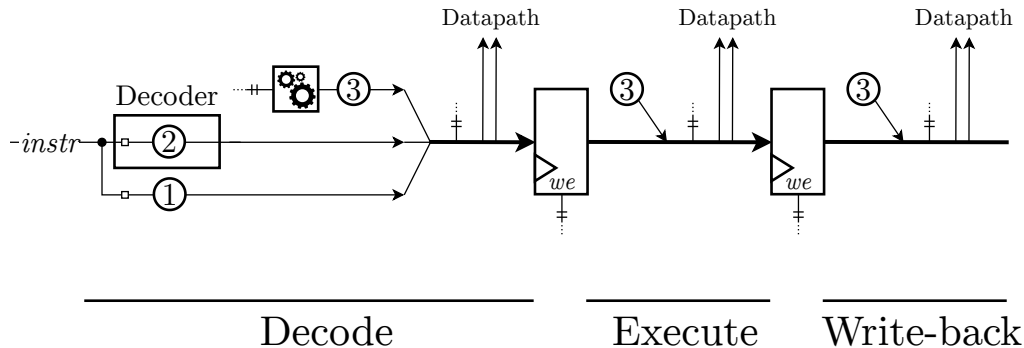 Datapath Datapath Datapath
3 3 3
Decoder
instr 2
1
we we
Decode Execute Write-back